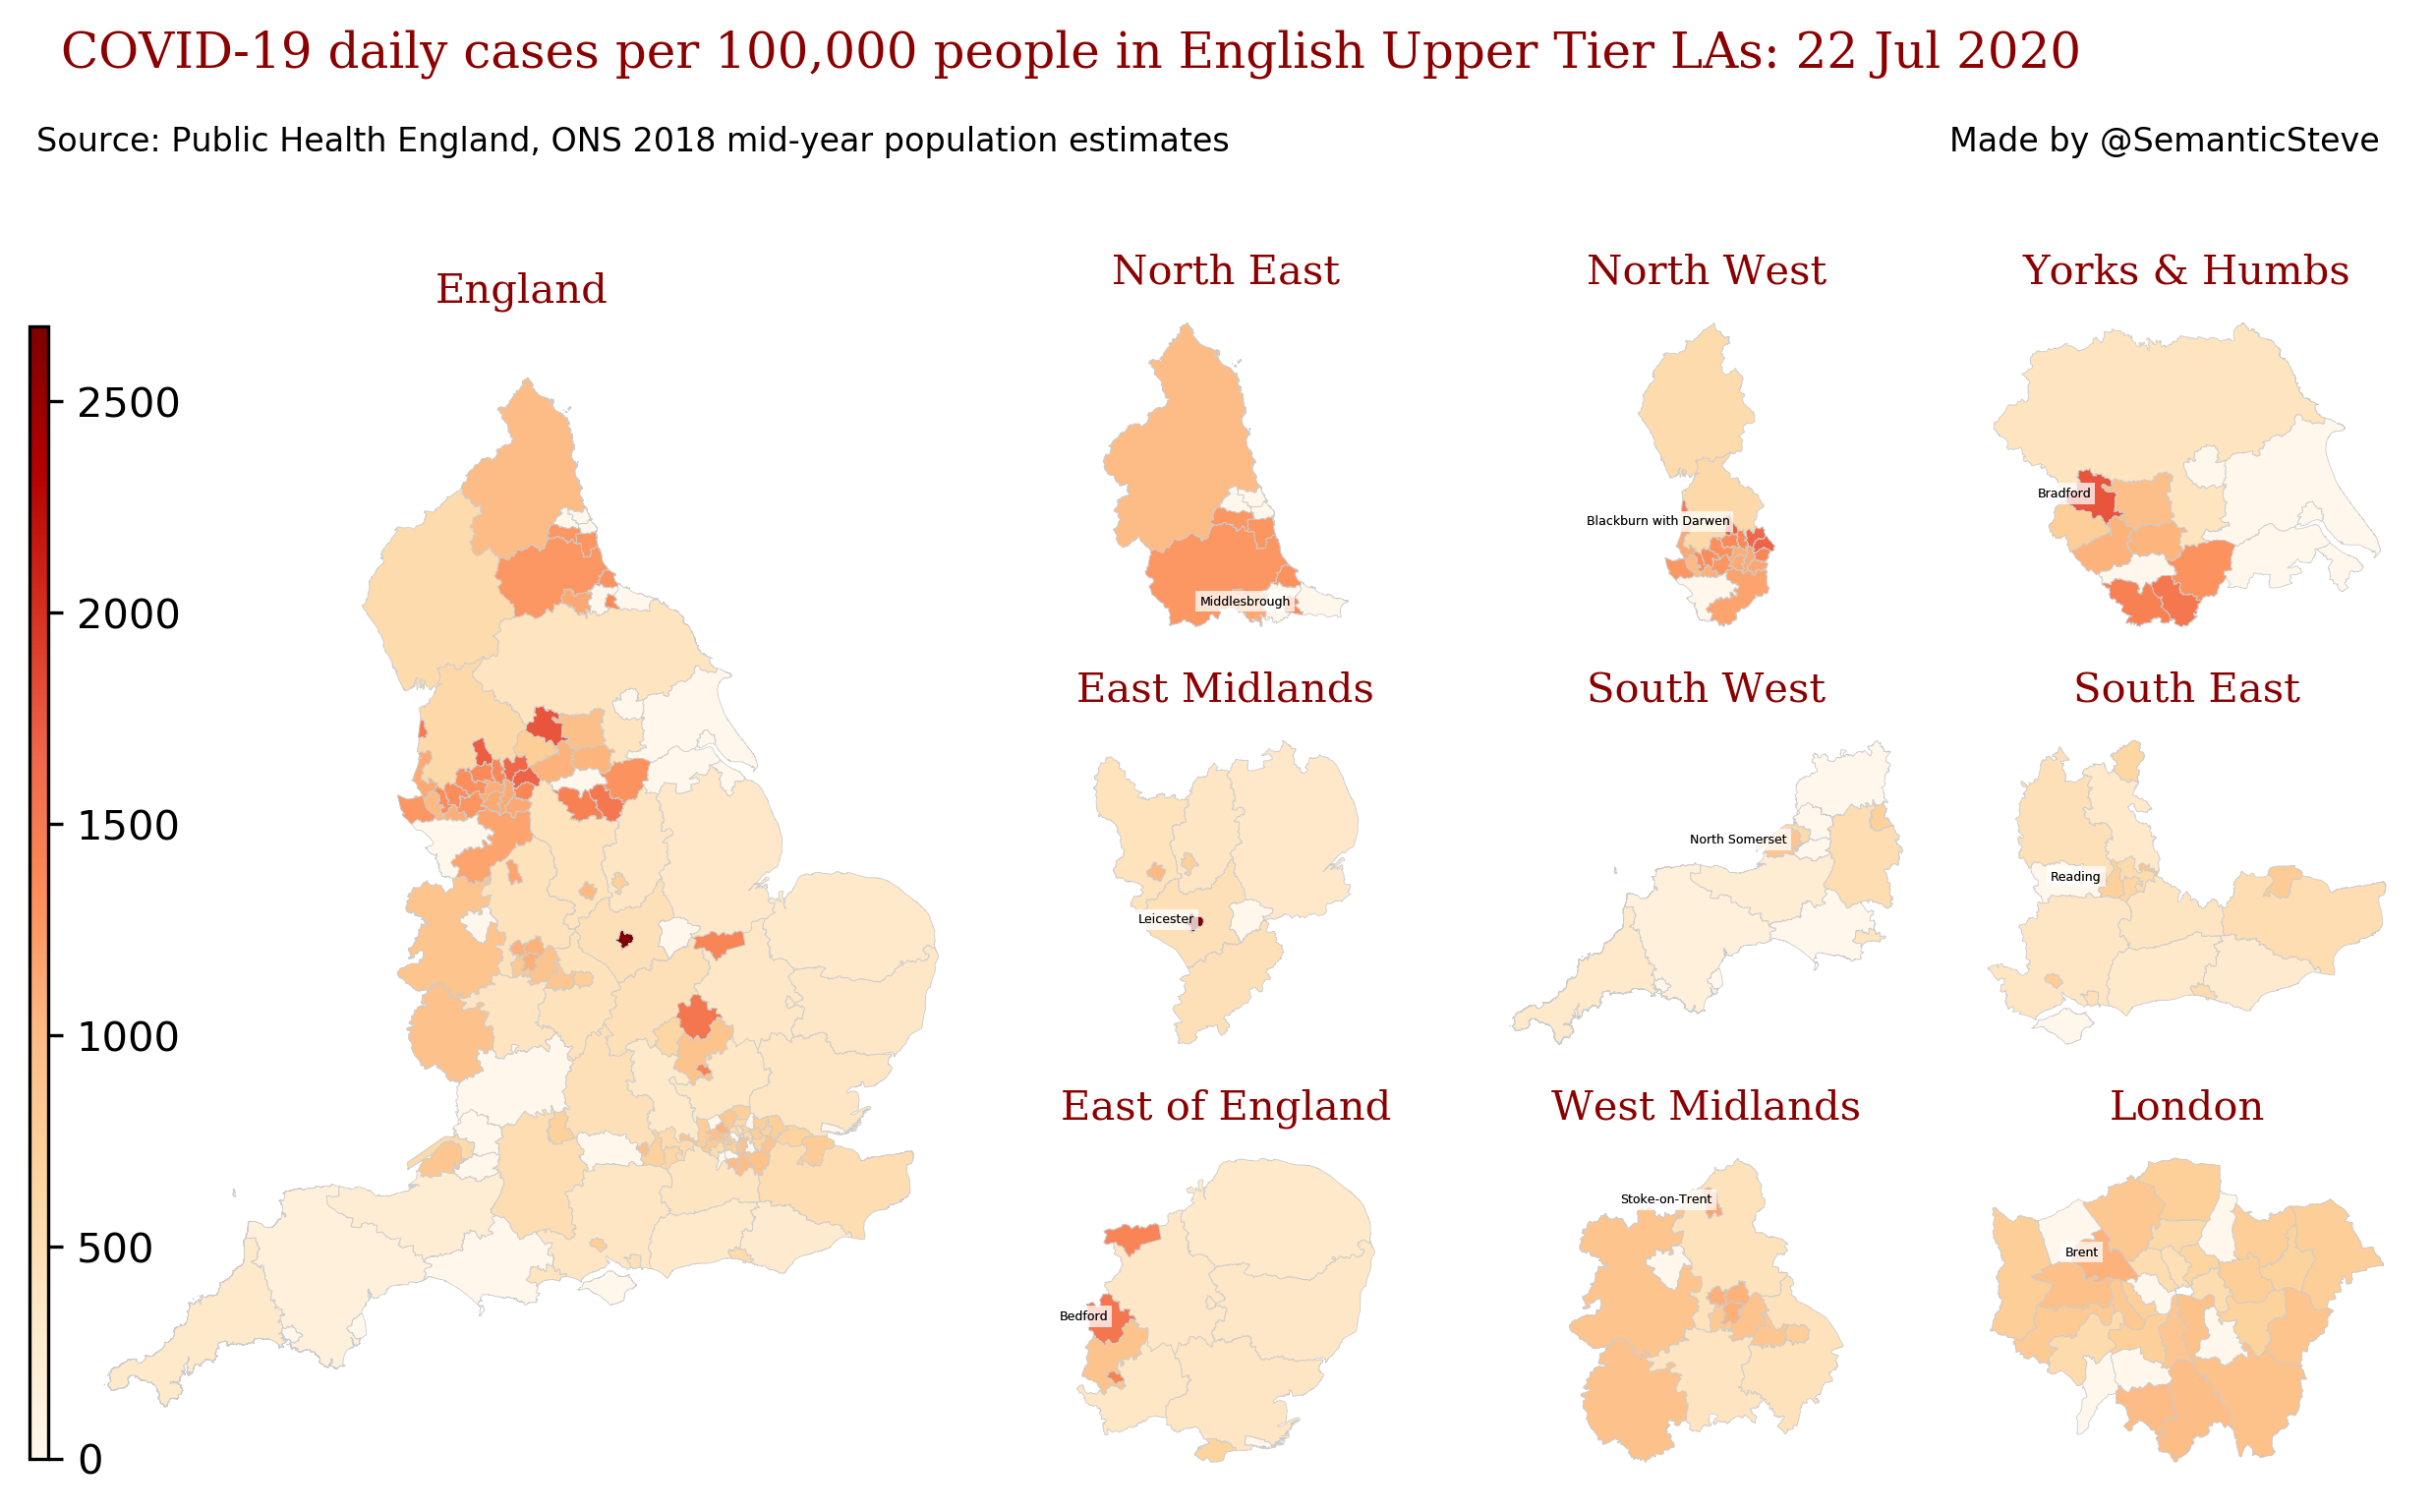 COVID-19 daily cases per 100,000 people in English Upper Tier LAs: 22 Jul 2020
Source: Public Health England, ONS 2018 mid-year population estimates
Made by @SemanticSteve
England
2500
2000
1500
1000
500
0
North East
Middlesbrough
North West
Blackburn with Darwen
Yorks & Humbs
Bradford
East Midlands
Leicester
South West
North Somerset
South East
Reading
East of England
Bedford
West Midlands
Stoke-on-Trent
London
Brent